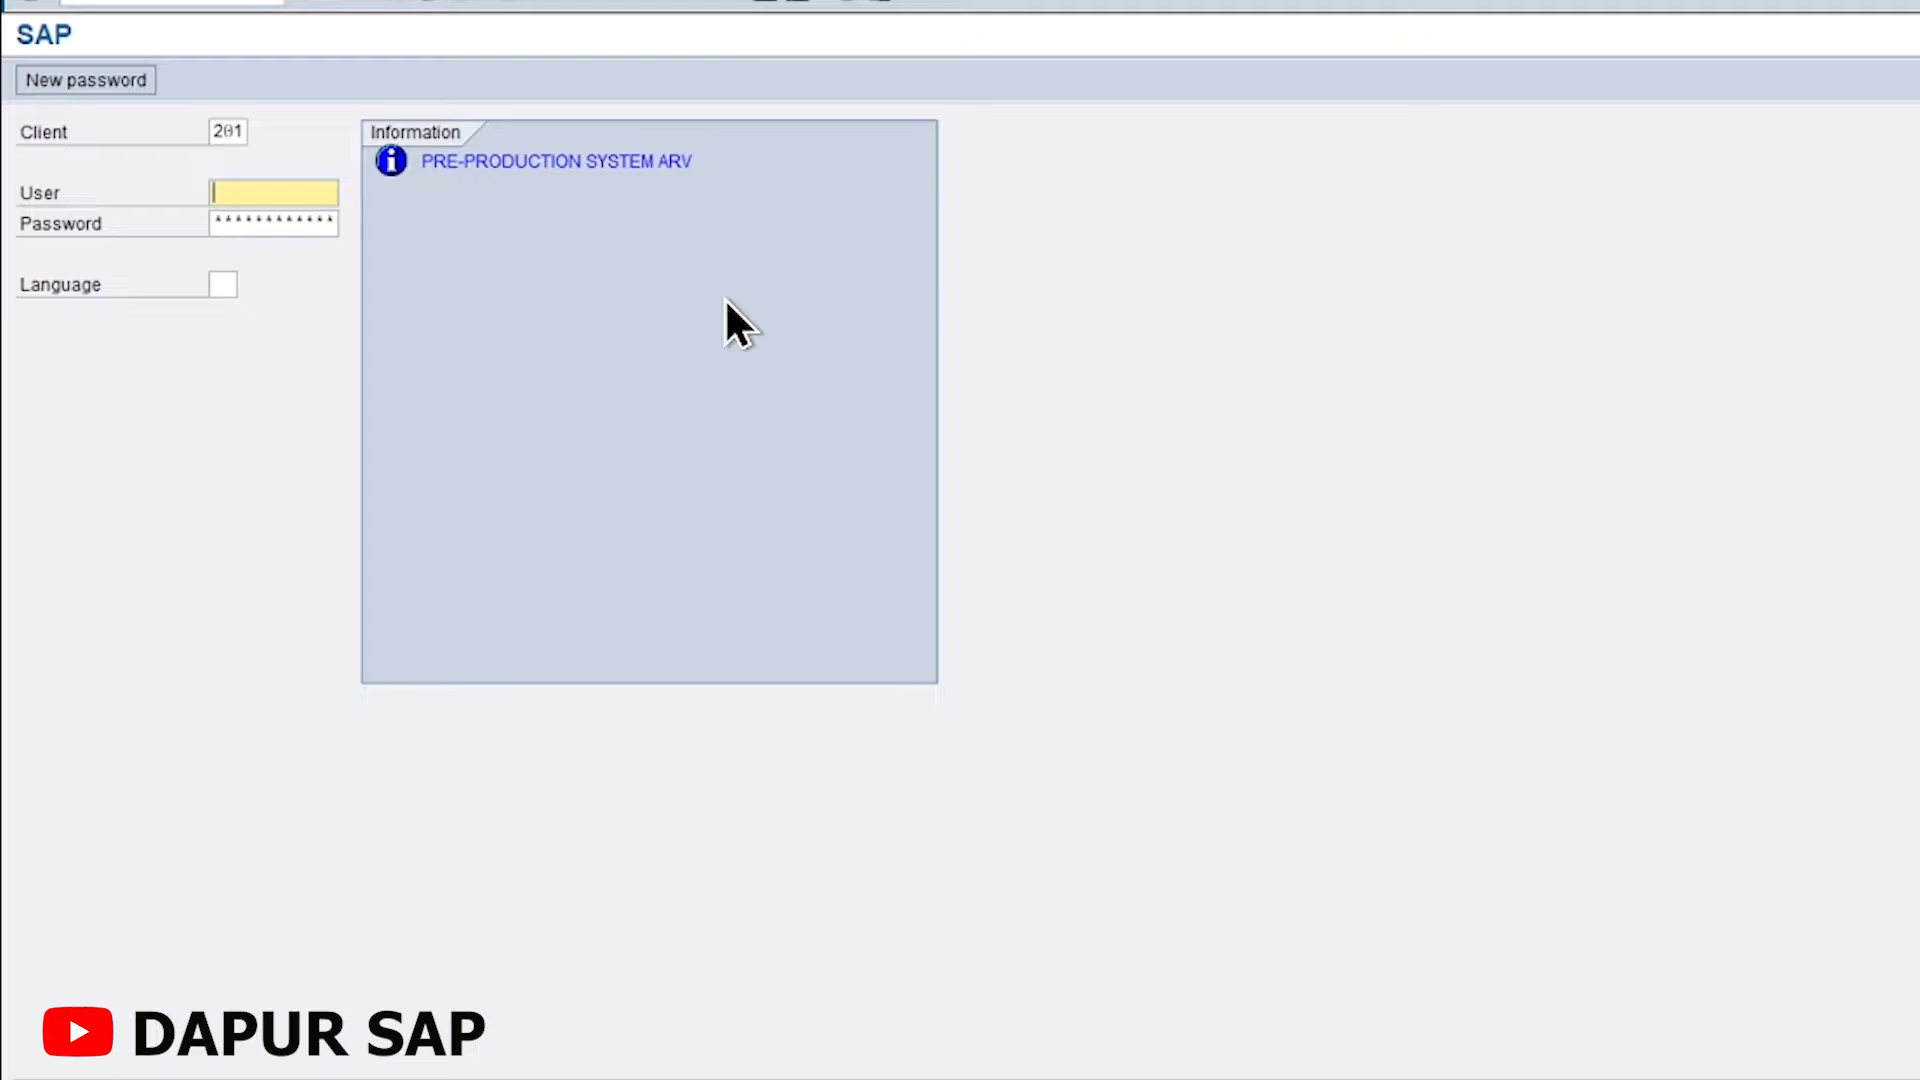 SAP
New password
Client 201
Information
PRE-PRODUCTION SYSTEM ARV
User
Password ************
Language
DAPUR SAP